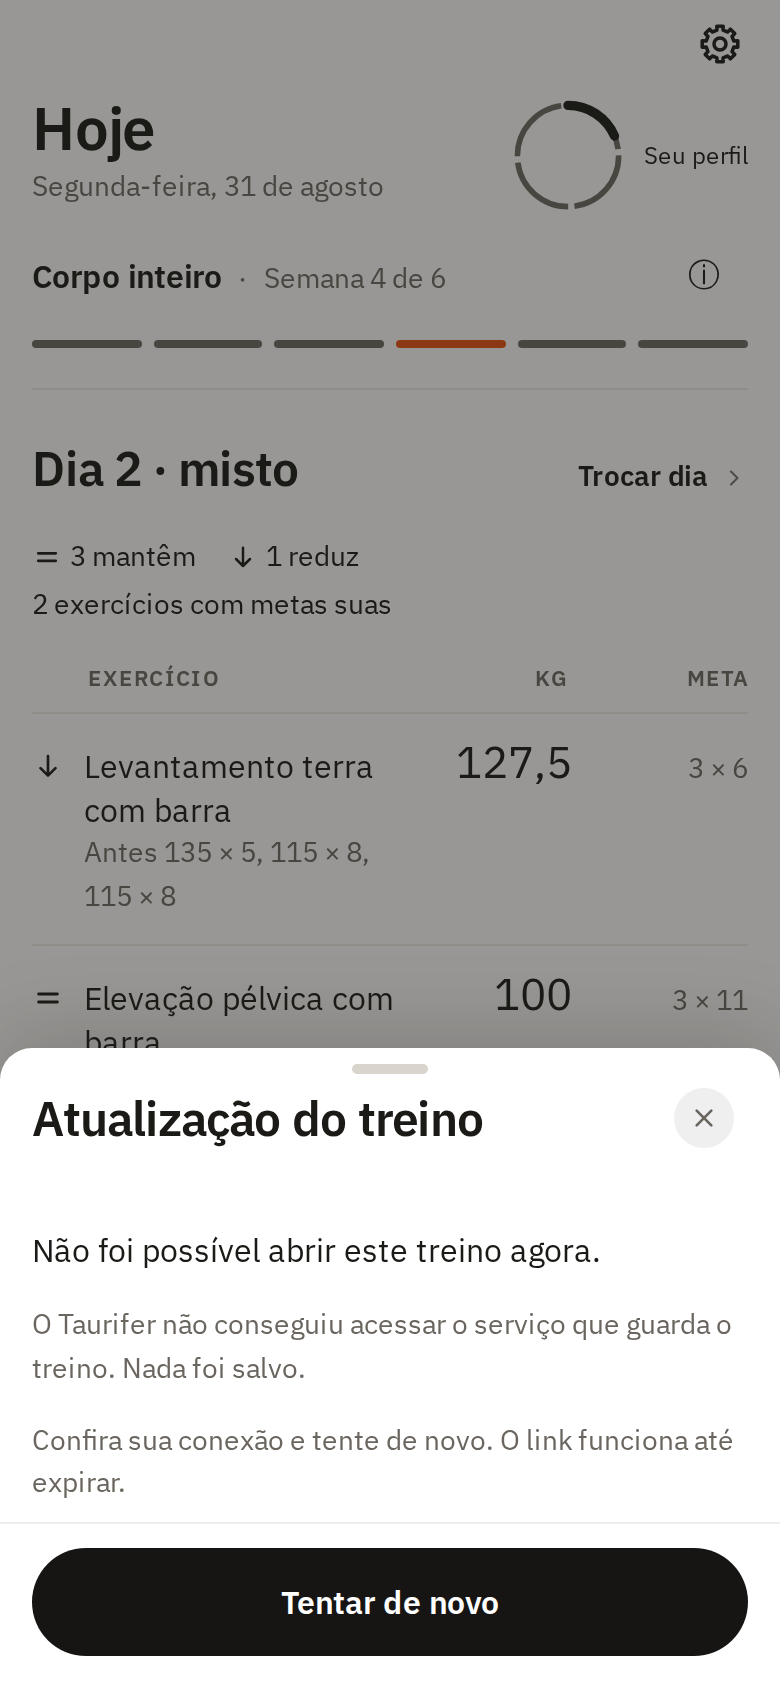 Hoje
Segunda-feira, 31 de agosto
Seu perfil
Corpo inteiro · Semana 4 de 6
Dia 2 · misto
Trocar dia
= 3 mantêm ↓ 1 reduz
2 exercícios com metas suas
EXERCÍCIO KG META
↓ Levantamento terra 127,5 3 × 6
com barra
Antes 135 × 5, 115 × 8,
115 × 8
= Elevação pélvica com 100 3 × 11
barra
Atualização do treino
Não foi possível abrir este treino agora.
O Taurifer não conseguiu acessar o serviço que guarda o
treino. Nada foi salvo.
Confira sua conexão e tente de novo. O link funciona até
expirar.
Tentar de novo